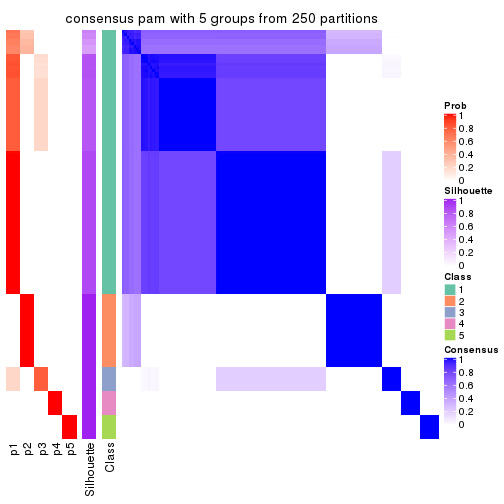 consensus pam with 5 groups from 250 partitions
Prob
1
0.8
0.6
0.4
0.2
0
Silhouette
1
0.8
0.6
0.4
0.2
0
Class
1
2
3
4
5
Consensus
1
0.8
0.6
0.4
0.2
0
p1
p2
p3
p4
p5
Silhouette
Class